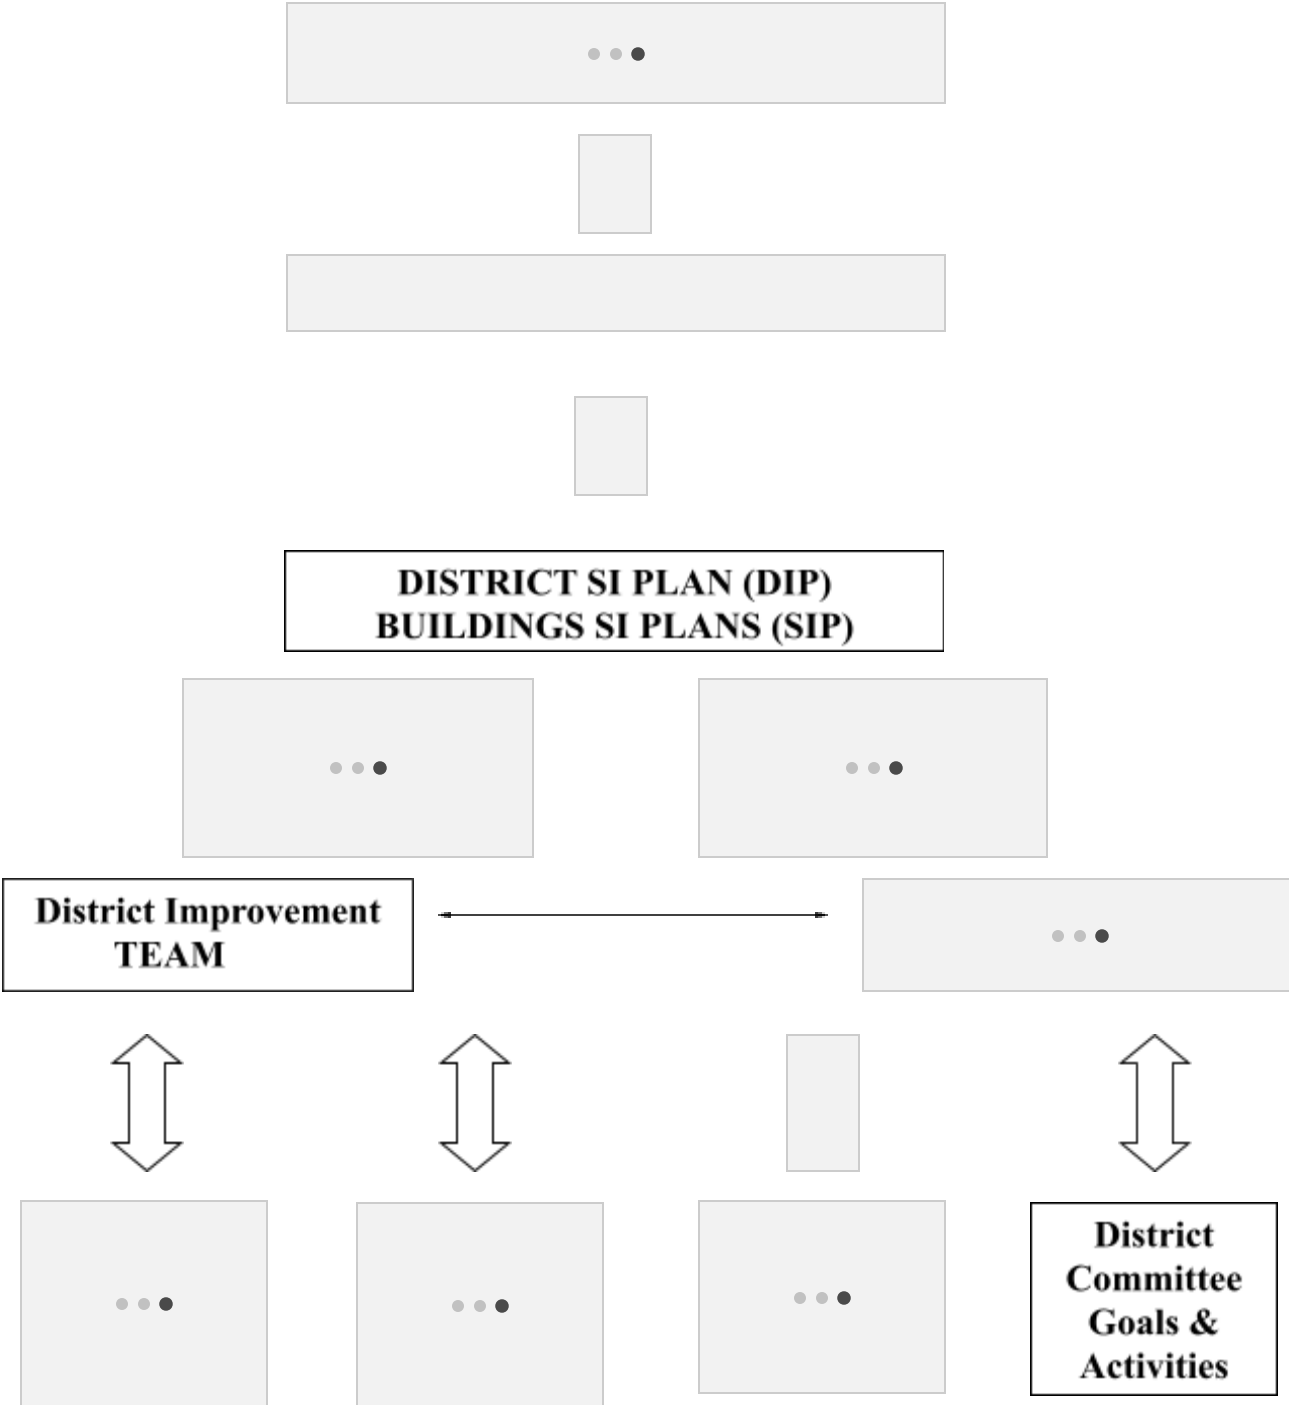 DISTRICT SI PLAN (DIP)
BUILDINGS SI PLANS (SIP)
District Improvement
TEAM
District
Committee
Goals &
Activities